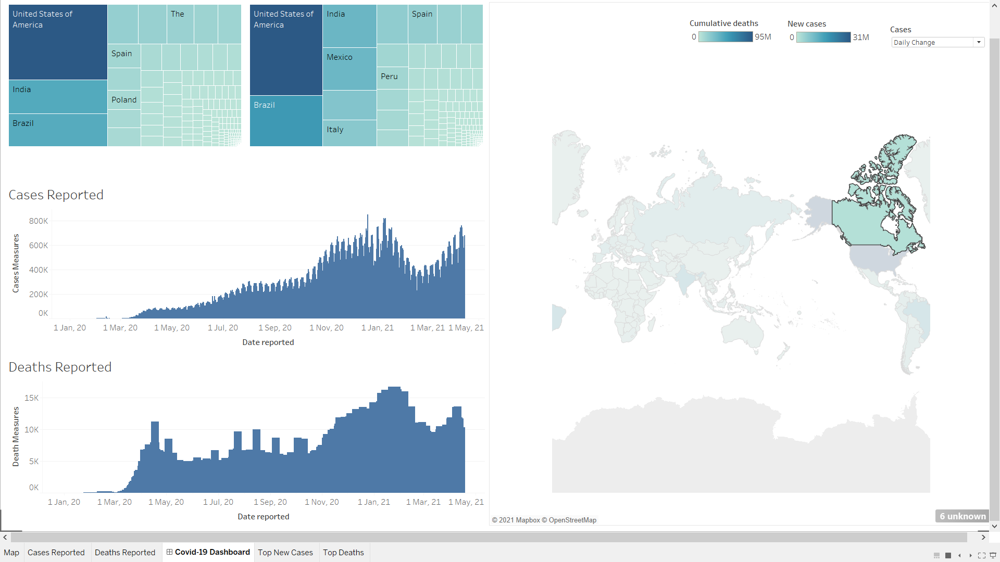 United States of
America
India
Brazil
The
Spain
Poland
United States of
America
Brazil
India
Mexico
Italy
Spain
Peru
Cumulative deaths
0 95M
New cases
0 31M
Cases
Daily Change
Cases Reported
Cases Measures
800K
600K
400K
200K
0K
1 Jan, 20 1 Mar, 20 1 May, 20 1 Jul, 20 1 Sep, 20 1 Nov, 20 1 Jan, 21 1 Mar, 21 1 May, 21
Date reported
Deaths Reported
Death Measures
15K
10K
5K
0K
1 Jan, 20 1 Mar, 20 1 May, 20 1 Jul, 20 1 Sep, 20 1 Nov, 20 1 Jan, 21 1 Mar, 21 1 May, 21
Date reported
© 2021 Mapbox © OpenStreetMap
6 unknown
Map Cases Reported Deaths Reported Covid-19 Dashboard Top New Cases Top Deaths